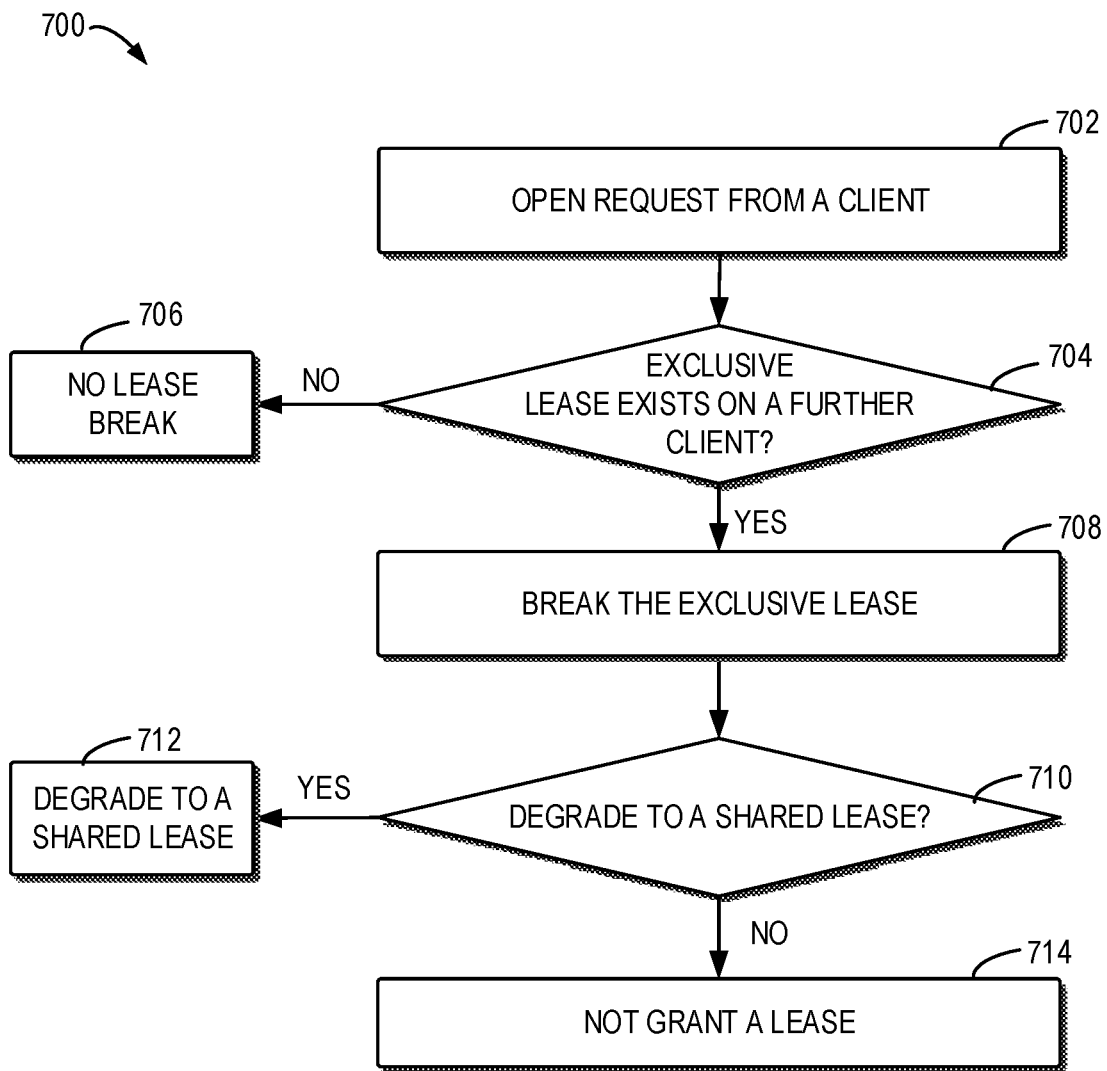 700
702
OPEN REQUEST FROM A CLIENT
706
NO LEASE
BREAK
NO
704
EXCLUSIVE
LEASE EXISTS ON A FURTHER
CLIENT?
YES
708
BREAK THE EXCLUSIVE LEASE
712
DEGRADE TO A
SHARED LEASE
YES
710
DEGRADE TO A SHARED LEASE?
NO
714
NOT GRANT A LEASE